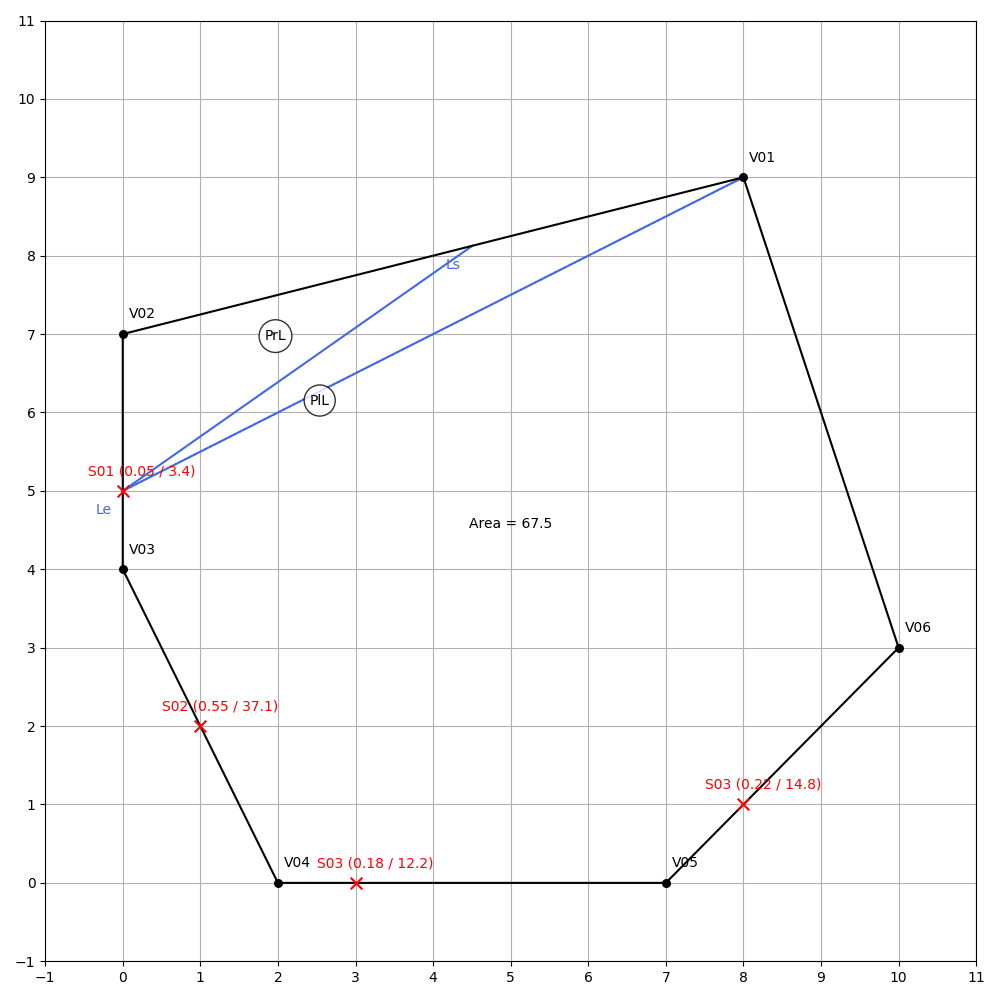 11
10
9
8
7
6
5
4
3
2
1
0
−1
V01
Ls
V02
PrL
PlL
S01 (0.05 / 3.4)
Le
Area = 67.5
V03
V06
S02 (0.55 / 37.1)
S03 (0.22 / 14.8)
V04
S03 (0.18 / 12.2)
V05
−1 0 1 2 3 4 5 6 7 8 9 10 11